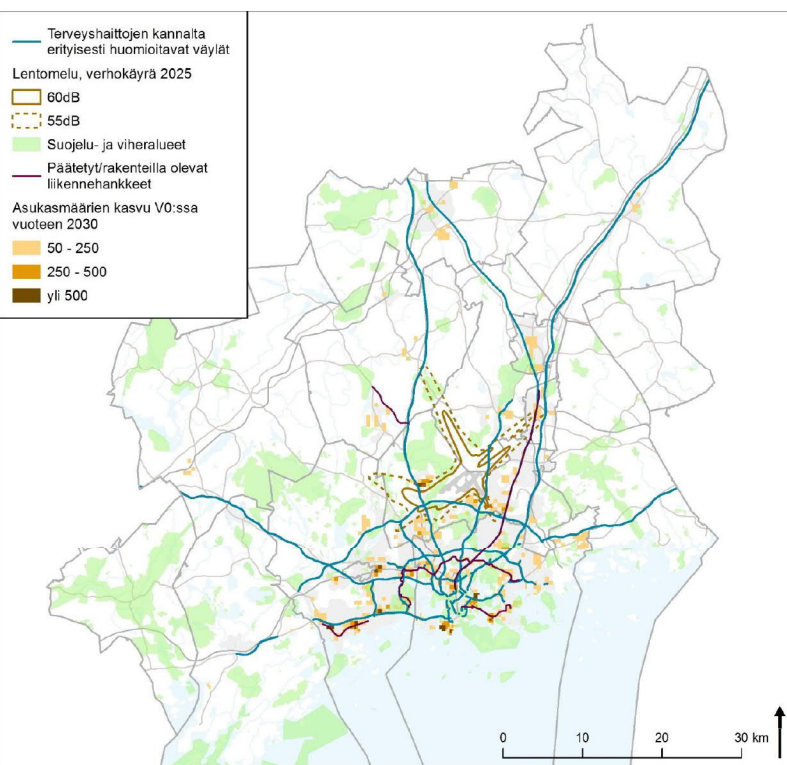 Terveyshaittojen kannalta
erityisesti huomioitavat väylät
Lentomelu, verhokäyrä 2025
60dB
55dB
Suojelu- ja viheralueet
Päätetyt/rakenteilla olevat
liikennehankkeet
Asukasmäärien kasvu V0:ssa
vuoteen 2030
50 - 250
250 - 500
yli 500
0 10 20 30 km